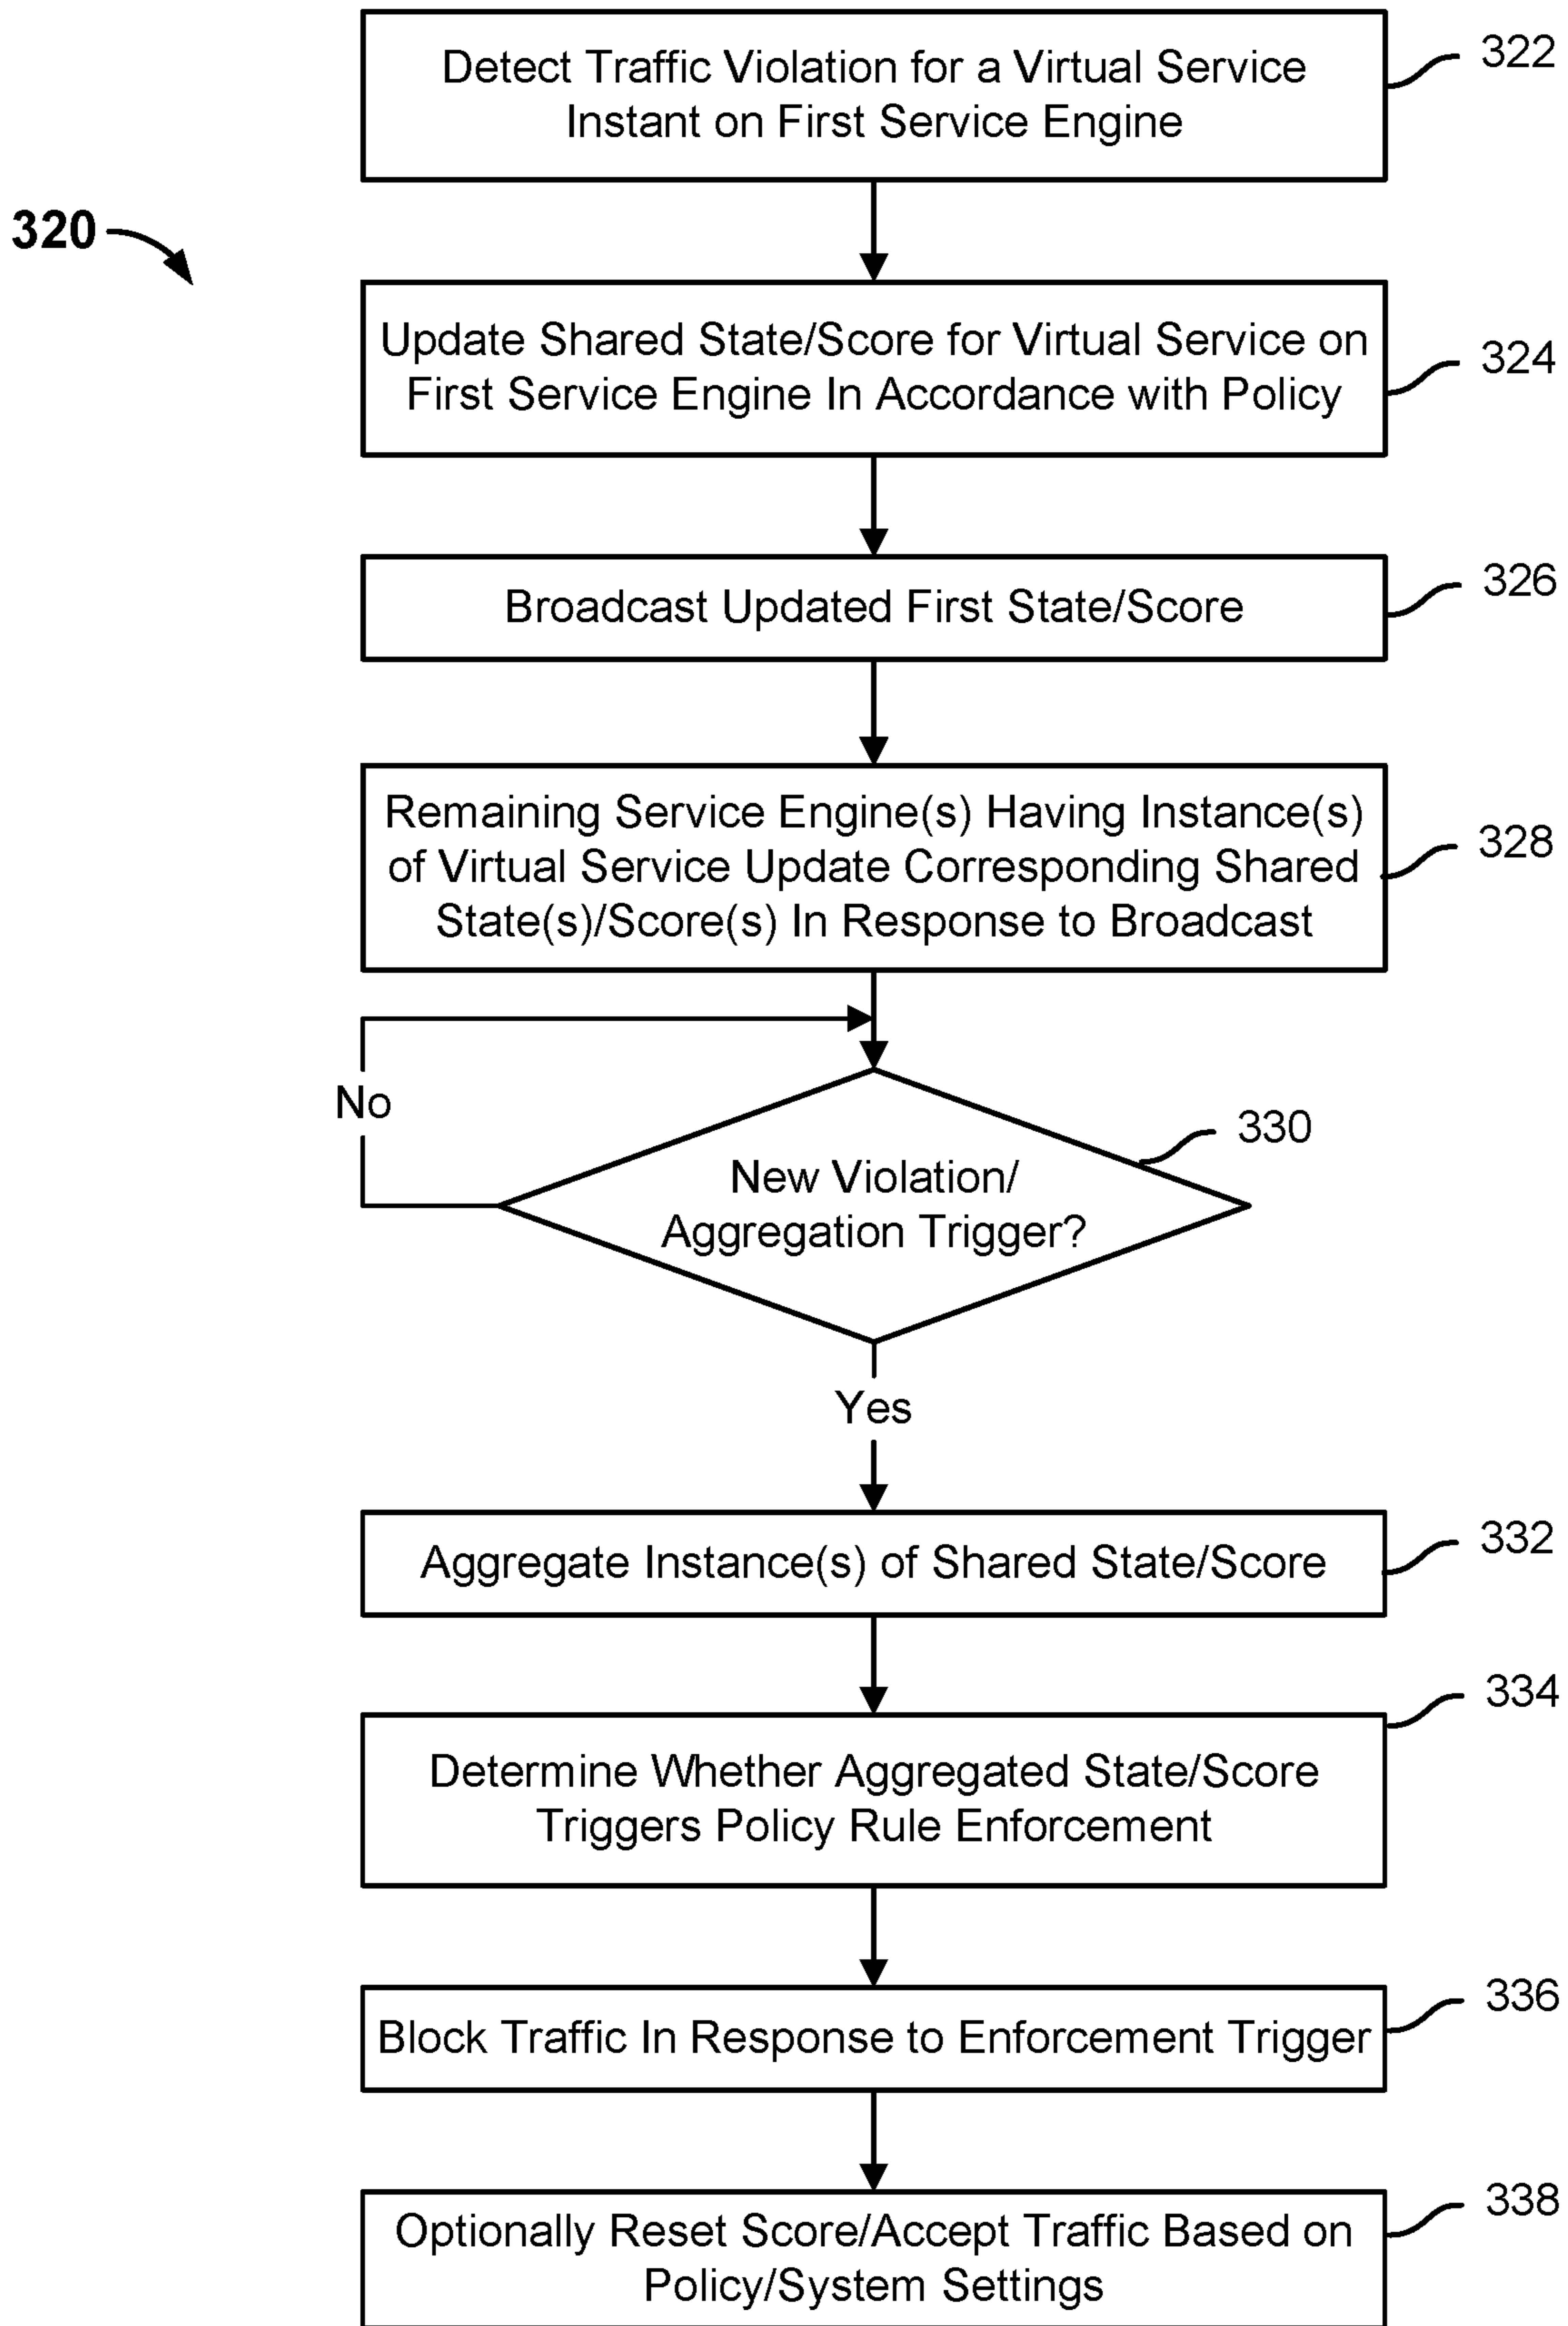 Detect Traffic Violation for a Virtual Service
Instant on First Service Engine
322
320
Update Shared State/Score for Virtual Service on
First Service Engine In Accordance with Policy
324
Broadcast Updated First State/Score
326
Remaining Service Engine(s) Having Instance(s)
of Virtual Service Update Corresponding Shared
State(s)/Score(s) In Response to Broadcast
328
No
330
New Violation/
Aggregation Trigger?
Yes
Aggregate Instance(s) of Shared State/Score
332
334
Determine Whether Aggregated State/Score
Triggers Policy Rule Enforcement
336
Block Traffic In Response to Enforcement Trigger
338
Optionally Reset Score/Accept Traffic Based on
Policy/System Settings